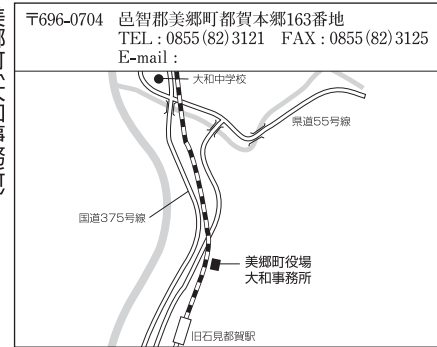 〒696-0704 邑智郡美郷町都賀本郷163番地
TEL : 0855(82)3121 FAX : 0855(82)3125
E-mail :
大和中学校
県道55号線
国道375号線
美郷町役場
大和事務所
旧石見都賀駅